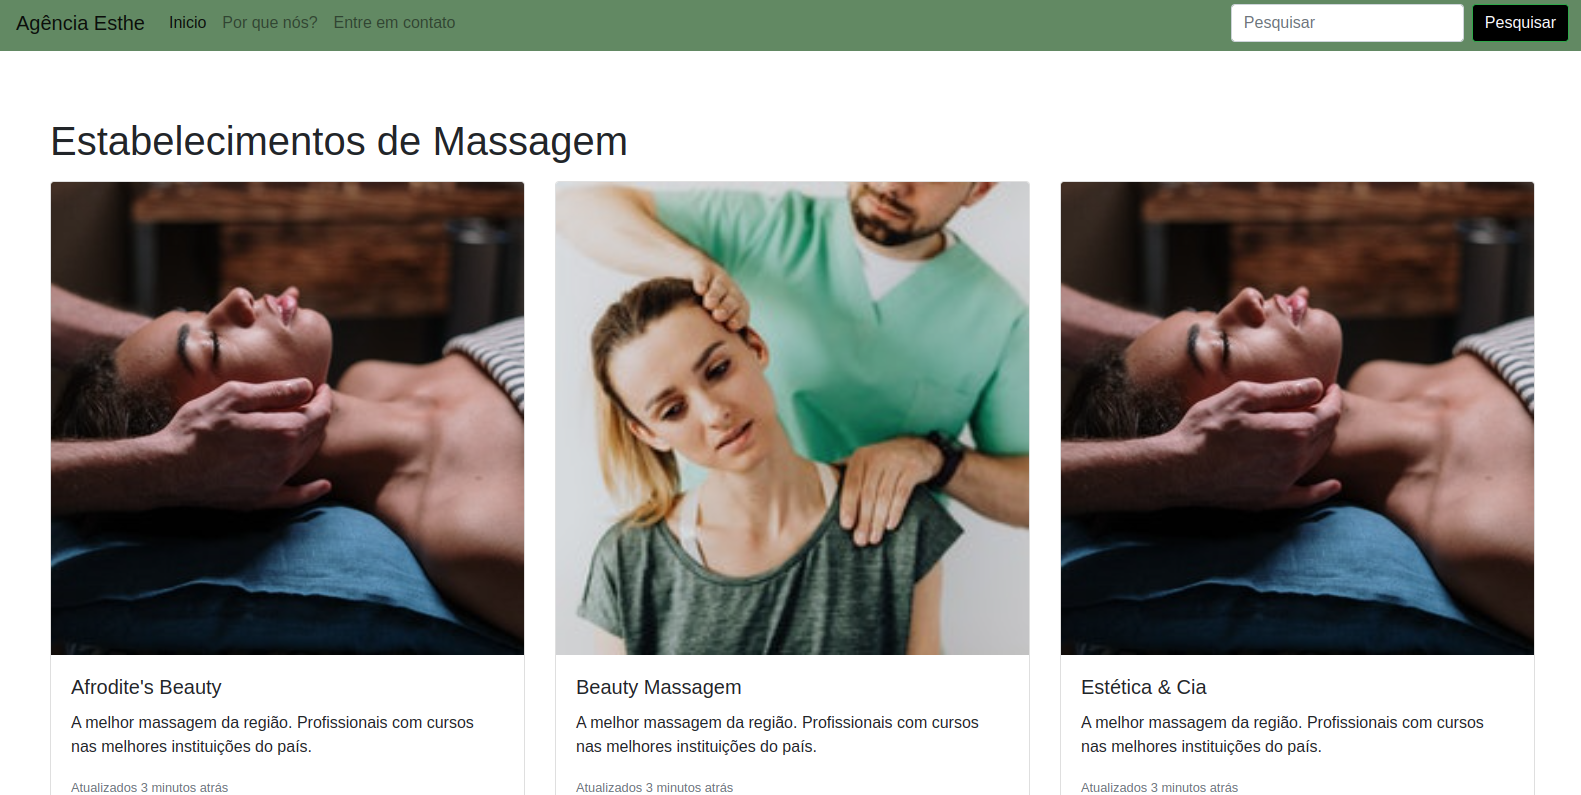 Agência Esthe Inicio Por que nós? Entre em contato Pesquisar Pesquisar
Estabelecimentos de Massagem
Afrodite's Beauty
A melhor massagem da região. Profissionais com cursos
nas melhores instituições do país.
Atualizados 3 minutos atrás
Beauty Massagem
A melhor massagem da região. Profissionais com cursos
nas melhores instituições do país.
Atualizados 3 minutos atrás
Estética & Cia
A melhor massagem da região. Profissionais com cursos
nas melhores instituições do país.
Atualizados 3 minutos atrás